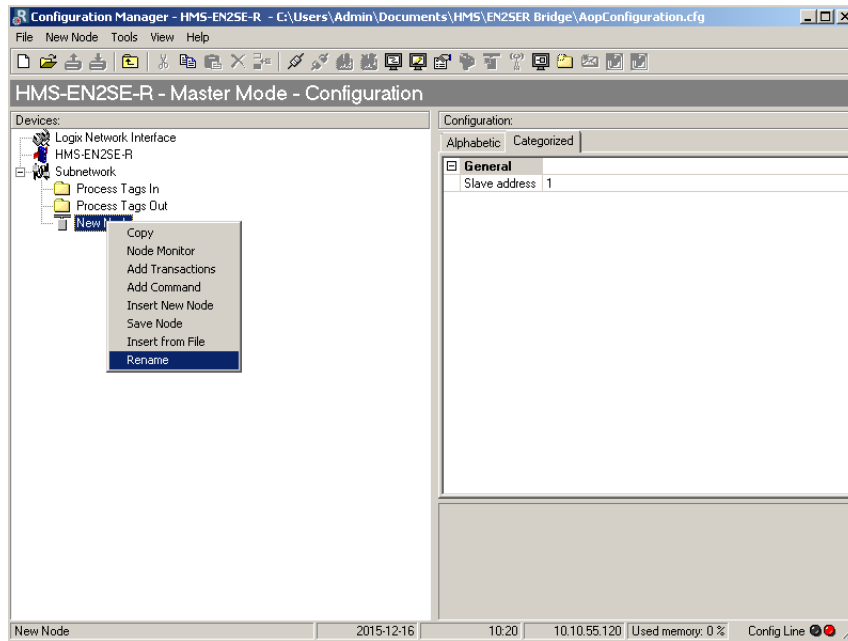 Configuration Manager - HMS-EN2SE-R - C:\Users\Admin\Documents\HMS\EN2SER Bridge\AopConfiguration.cfg
File New Node Tools View Help
HMS-EN2SE-R - Master Mode - Configuration
Devices:
Logix Network Interface
HMS-EN2SE-R
Subnetwork
Process Tags In
Process Tags Out
New
Copy
Node Monitor
Add Transactions
Add Command
Insert New Node
Save Node
Insert from File
Rename
Configuration:
Alphabetic Categorized
General
Slave address 1
New Node 2015-12-16 10:20 10.10.55.120 Used memory: 0 % Config Line